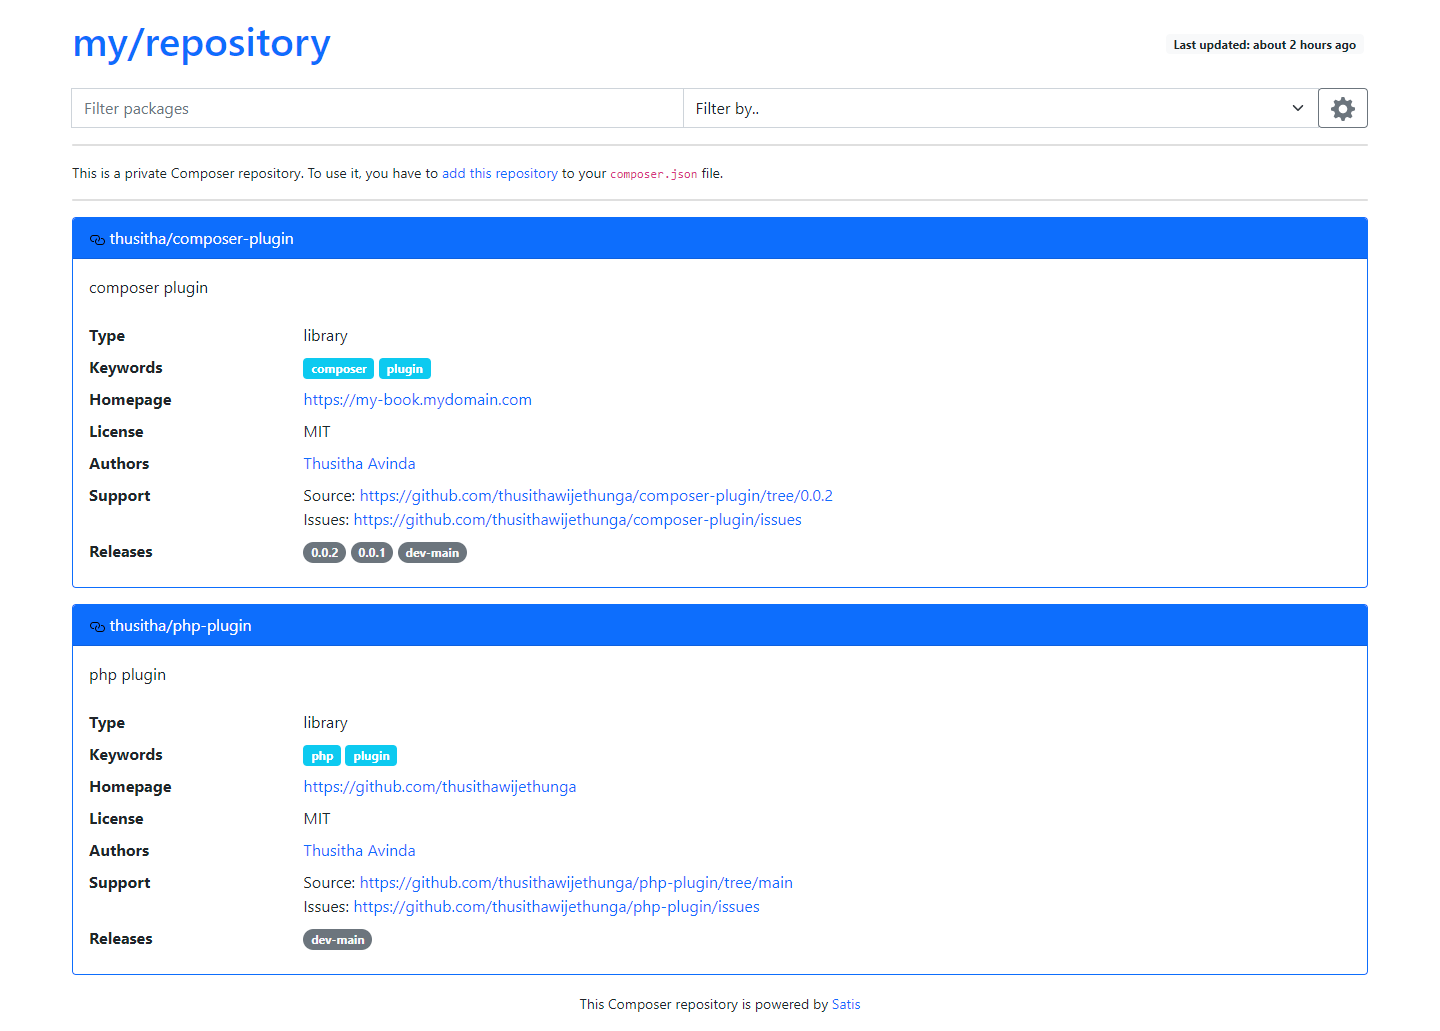 my/repository
Last updated: about 2 hours ago
Filter packages
Filter by..
This is a private Composer repository. To use it, you have to add this repository to your composer.json file.
thusitha/composer-plugin
composer plugin
Type library
Keywords composer plugin
Homepage https://my-book.mydomain.com
License MIT
Authors Thusitha Avinda
Support Source: https://github.com/thusithawijethunga/composer-plugin/tree/0.0.2
Issues: https://github.com/thusithawijethunga/composer-plugin/issues
Releases 0.0.2 0.0.1 dev-main
thusitha/php-plugin
php plugin
Type library
Keywords php plugin
Homepage https://github.com/thusithawijethunga
License MIT
Authors Thusitha Avinda
Support Source: https://github.com/thusithawijethunga/php-plugin/tree/main
Issues: https://github.com/thusithawijethunga/php-plugin/issues
Releases dev-main
This Composer repository is powered by Satis